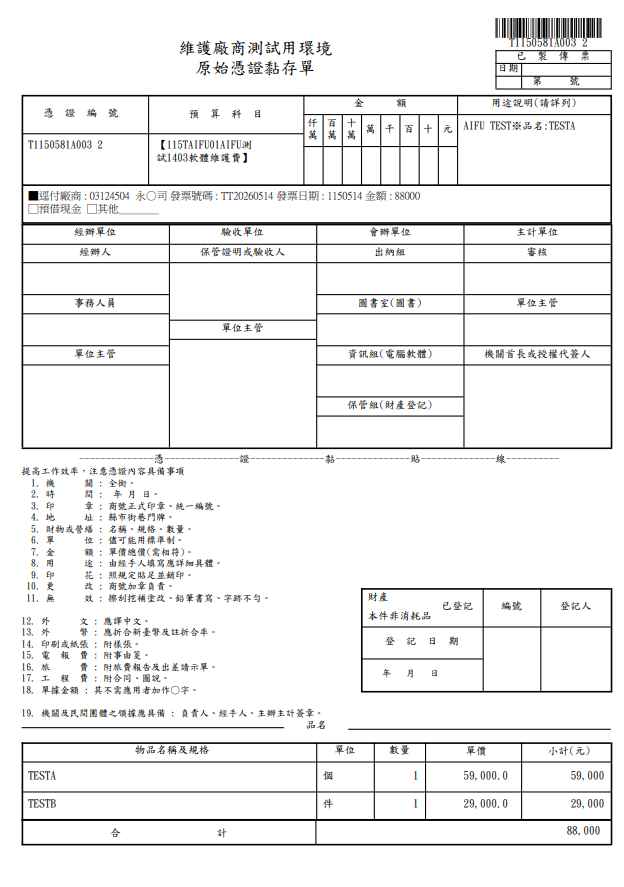 維護廠商測試用環境
原始憑證黏存單
T1150581A003 2
已 製 傳 票
日期
第 號
憑 證 編 號
預 算 科 目
金 額
用途說明(請詳列)
仟萬 百萬 十萬 萬 千 百 十 元
T1150581A003 2
【115TAIFU01AIFU測
試1403軟體維護費】
AIFU TEST※品名:TESTA
■逕付廠商 : 03124504 永〇司 發票號碼 : TT20260514 發票日期 : 1150514 金額 : 88000
□預借現金 □其他________
經辦單位 驗收單位 會辦單位 主計單位
經辦人 保管證明或驗收人 出納組 審核
事務人員 圖書室(圖書) 單位主管
單位主管
單位主管 資訊組(電腦軟體) 機關首長或授權代簽人
保管組(財產登記)
--------------憑--------------證--------------黏--------------貼--------------線----------
提高工作效率，注意憑證內容具備事項
1. 機 關 : 全銜。
2. 時 間 : 年 月 日。
3. 印 章 : 商號正式印章、統一編號。
4. 地 址 : 縣市街巷門牌。
5. 財物或營繕 : 名稱、規格、數量。
6. 單 位 : 儘可能用標準制。
7. 金 額 : 單價總價(需相符)。
8. 用 途 : 由經手人填寫應詳細具體。
9. 印 花 : 照規定貼足並銷印。
10. 更 改 : 商號加章負責。
11. 無 效 : 擦刮挖補塗改、鉛筆書寫、字跡不勻。
12. 外 文 : 應譯中文。
13. 外 幣 : 應折合新臺幣及註折合率。
14. 印刷或紙張 : 附樣張。
15. 電 報 費 : 附事由箋。
16. 旅 費 : 附旅費報告及出差請示單。
17. 工 程 費 : 附合同、圖說。
18. 單據金額 : 其不需應用者加作〇字。
19. 機關及民間團體之領據應具備 : 負責人、經手人、主辦主計簽章。
財產
已登記
本件非消耗品
編號
登記人
登 記 日 期
年 月 日
品名
物品名稱及規格 單位 數量 單價 小計(元)
TESTA 個 1 59,000.0 59,000
TESTB 件 1 29,000.0 29,000
合 計 88,000